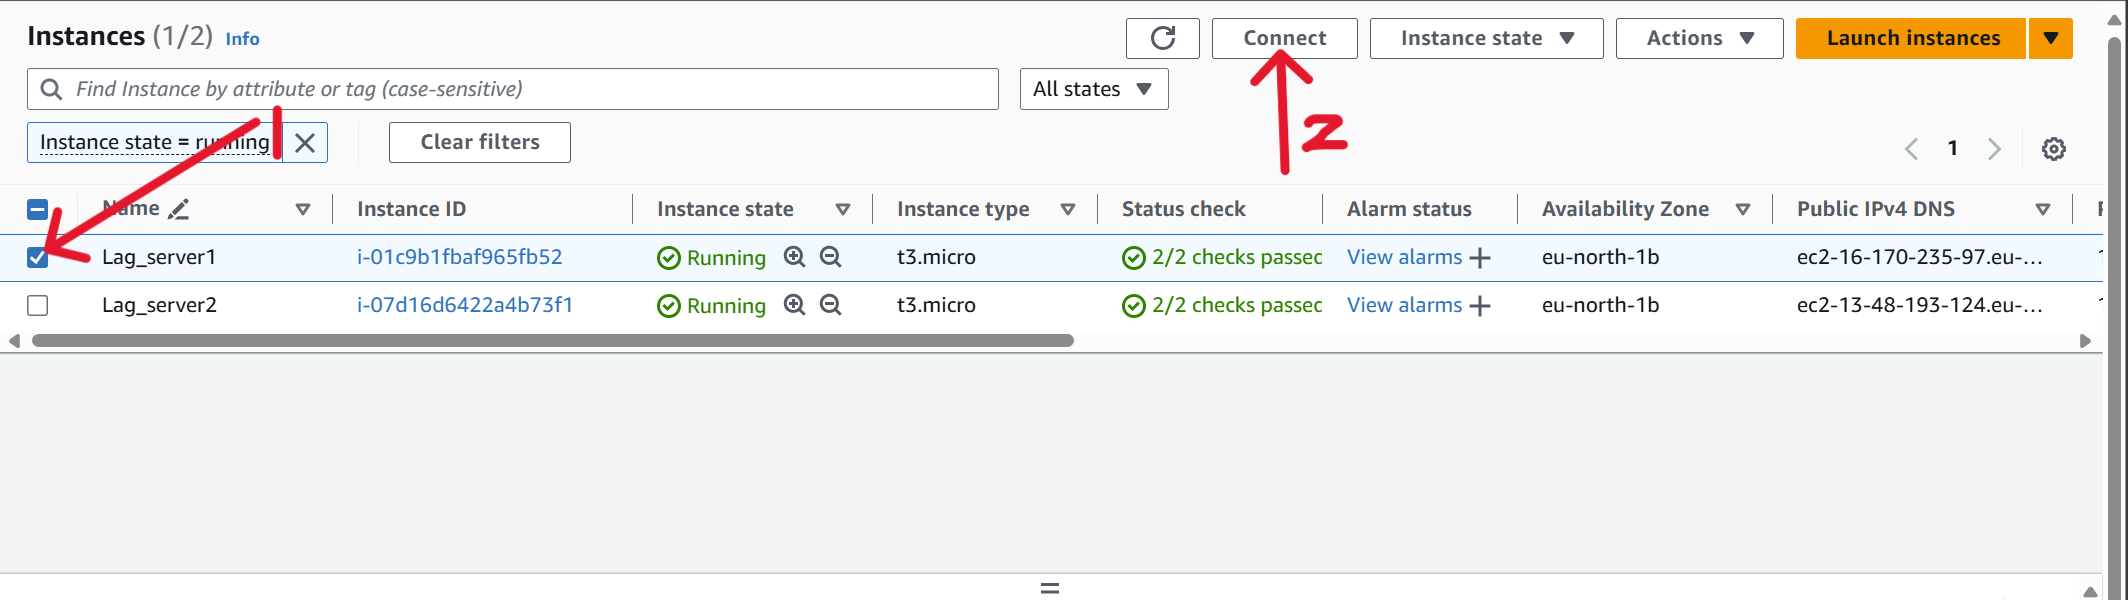 Instances (1/2) Info
Connect
Instance state
Actions
Launch instances
Find Instance by attribute or tag (case-sensitive)
All states
1
2
Instance state = running
Clear filters
1
Name
Instance ID
Instance state
Instance type
Status check
Alarm status
Availability Zone
Public IPv4 DNS
Lag_server1 i-01c9b1fbaf965fb52 Running t3.micro 2/2 checks passed View alarms + eu-north-1b ec2-16-170-235-97.eu-...
Lag_server2 i-07d16d6422a4b73f1 Running t3.micro 2/2 checks passed View alarms + eu-north-1b ec2-13-48-193-124.eu-...